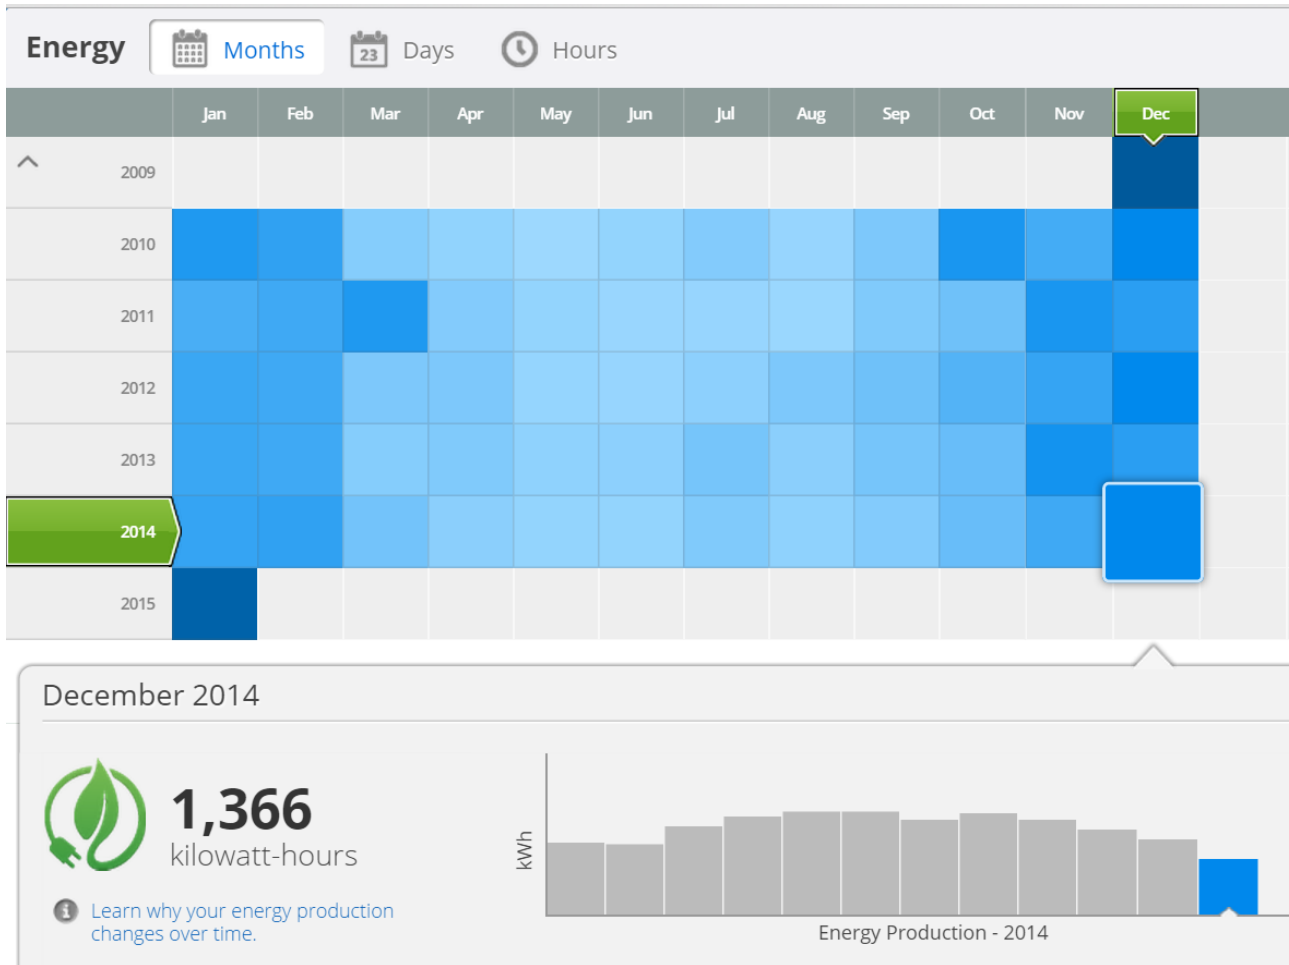 Energy Months 23 Days Hours
Jan Feb Mar Apr May Jun Jul Aug Sep Oct Nov Dec
2009
2010
2011
2012
2013
2014
2015
December 2014
1,366
kilowatt-hours
i Learn why your energy production
changes over time.
kWh
Energy Production - 2014